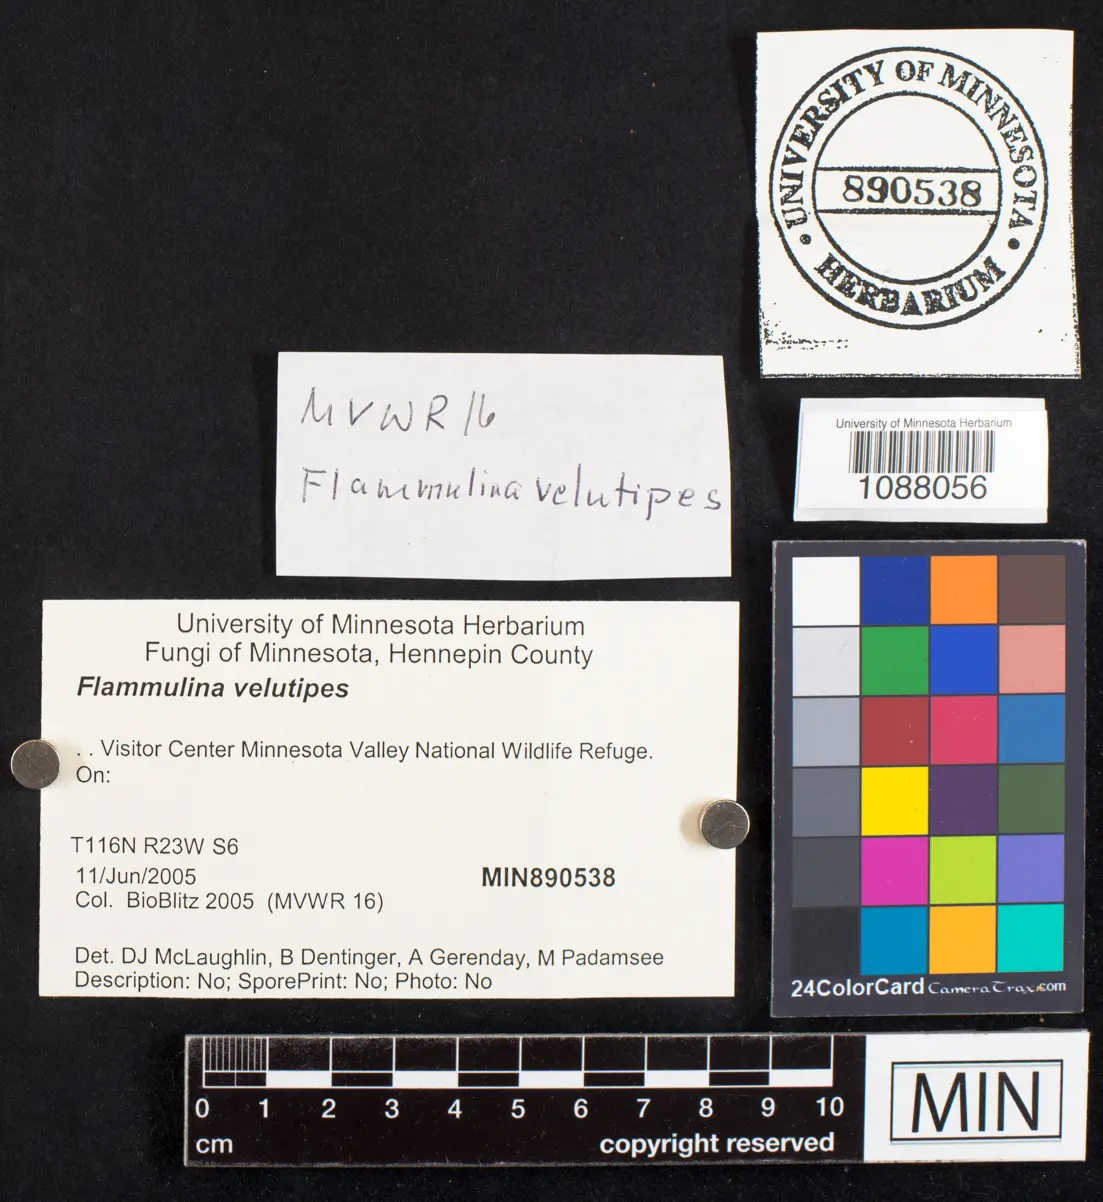 UNIVERSITY OF MINNESOTA
890538
• HERBARIUM •
MVWR 16
Flammulina velutipes
University of Minnesota Herbarium
1088056
University of Minnesota Herbarium
Fungi of Minnesota, Hennepin County
Flammulina velutipes
. . Visitor Center Minnesota Valley National Wildlife Refuge.
On:
T116N R23W S6
11/Jun/2005
MIN890538
Col. BioBlitz 2005 (MVWR 16)
Det. DJ McLaughlin, B Dentinger, A Gerenday, M Padamsee
Description: No; SporePrint: No; Photo: No
24ColorCard CameraTrax.com
0 1 2 3 4 5 6 7 8 9 10
cm copyright reserved
MIN